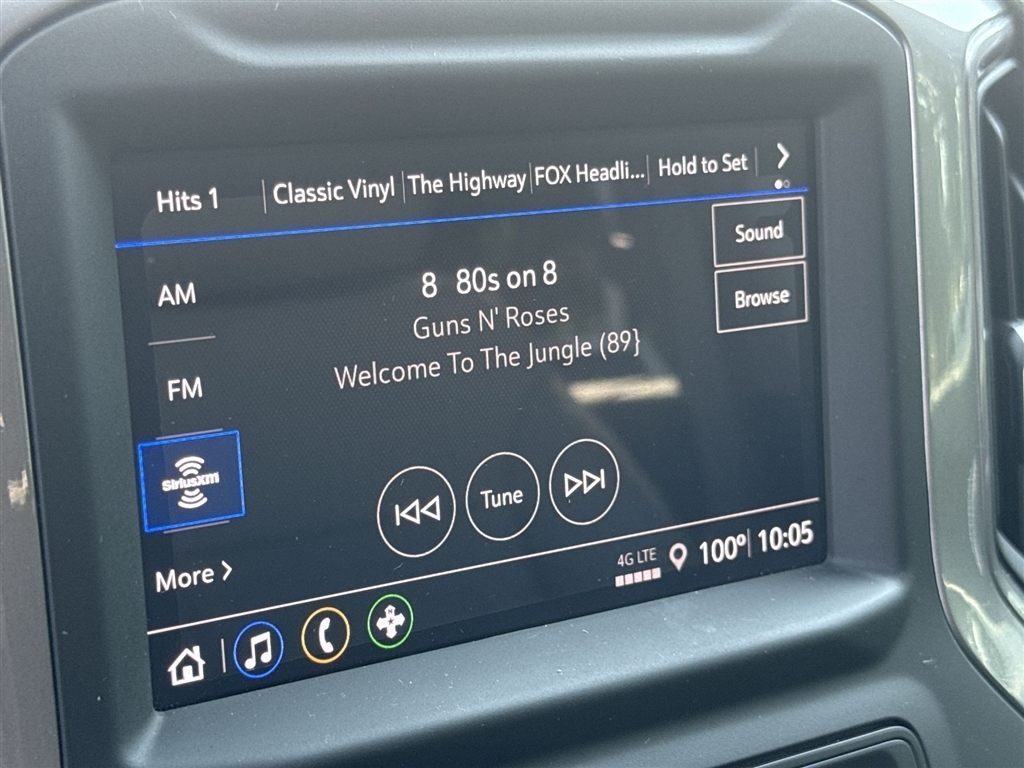 Hits 1
Classic Vinyl
The Highway
FOX Headli...
Hold to Set
AM
FM
SiriusXm
More >
8 80s on 8
Guns N' Roses
Welcome To The Jungle (89}
Sound
Browse
Tune
4G LTE
100°
10:05
N